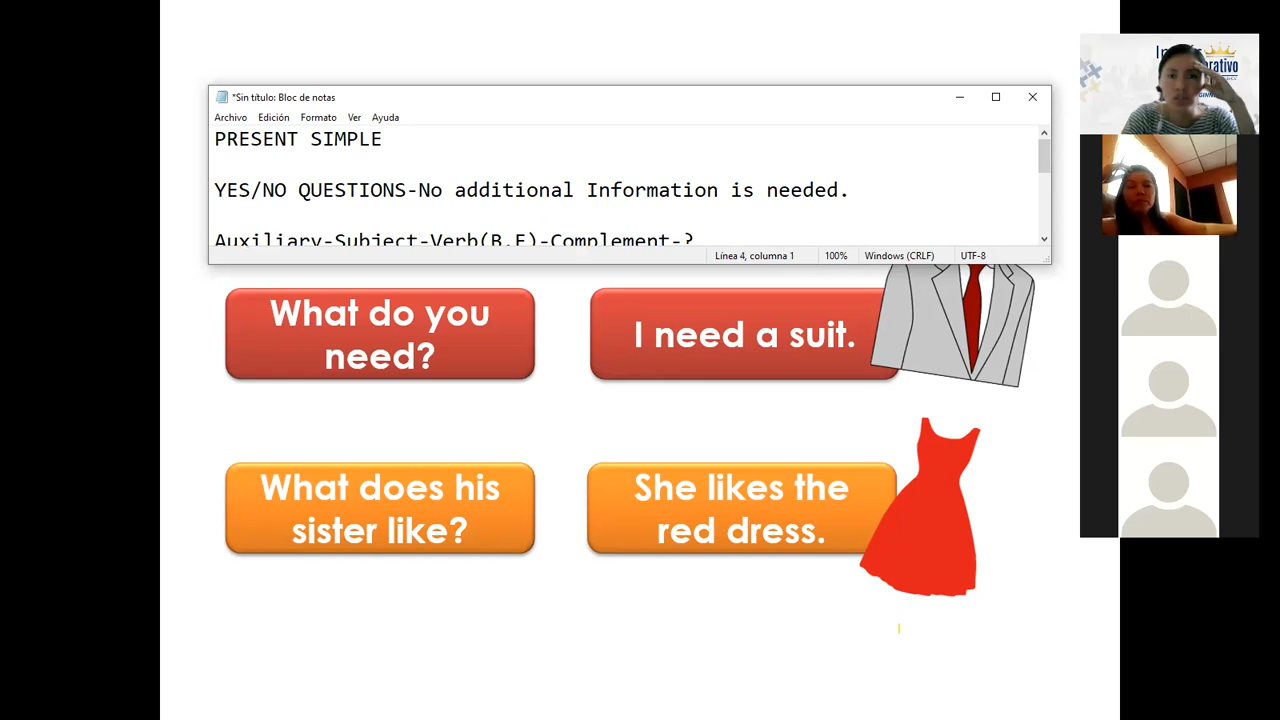 *Sin título: Bloc de notas
Archivo Edición Formato Ver Ayuda
PRESENT SIMPLE
YES/NO QUESTIONS-No additional Information is needed.
Auxiliary-Subject-Verb(B.F)-Complement-?
Línea 4, columna 1 100% Windows (CRLF) UTF-8
What do you
need?
I need a suit.
What does his
sister like?
She likes the
red dress.